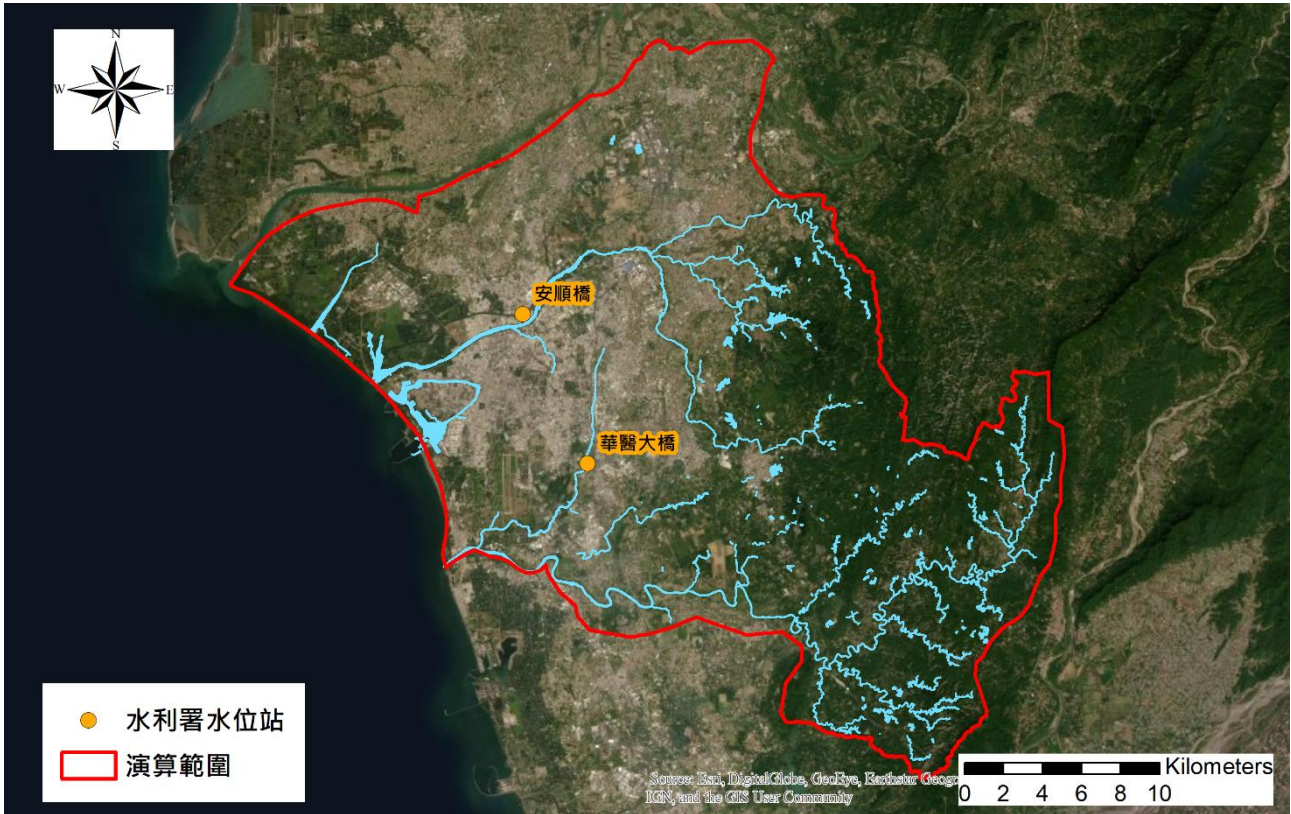 N
W E
S
安順橋
華醫大橋
水利署水位站
演算範圍
Source: Esri, DigitalGlobe, GeoEye, Earthstar Geogr
IGN, and the GIS User Community
Kilometers
0 2 4 6 8 10